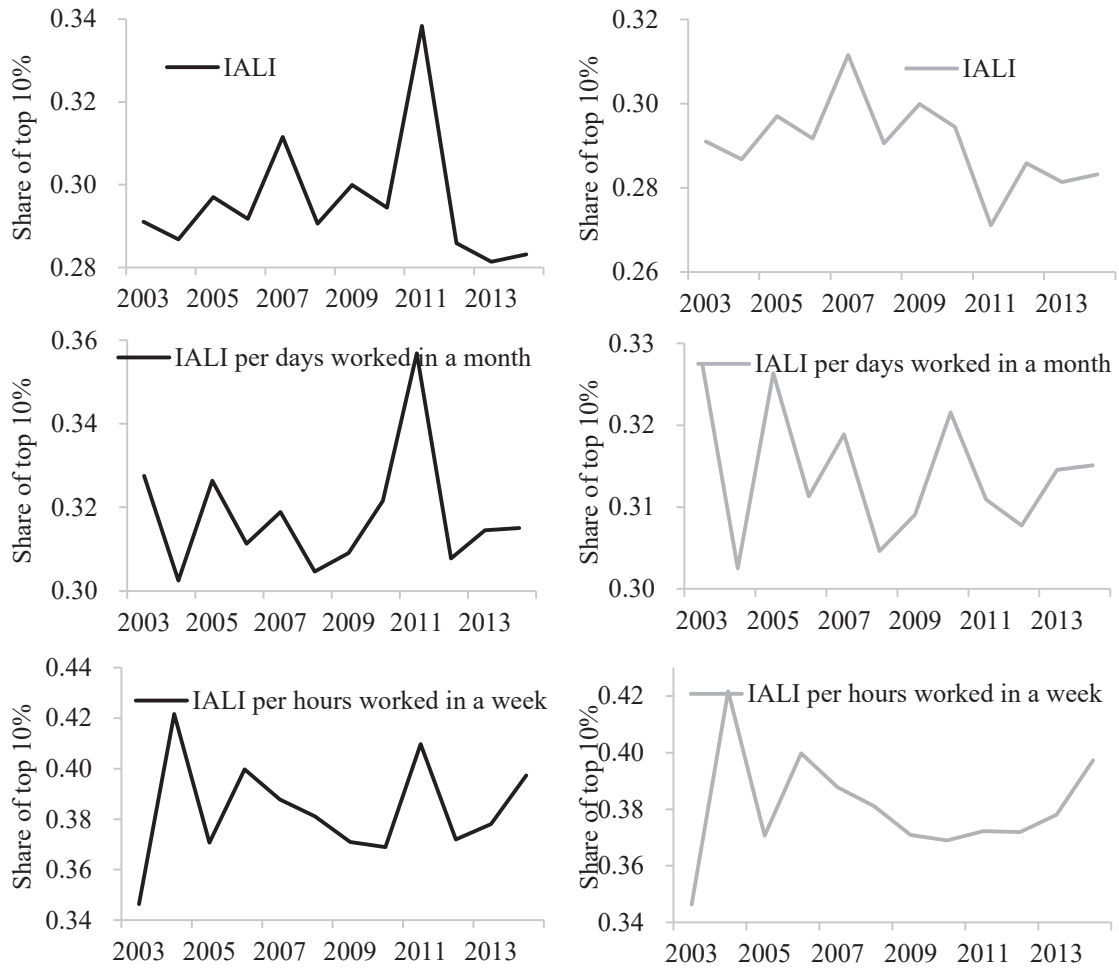 0.34
0.32
0.30
0.28
Share of top 10%
IALI
2003 2005 2007 2009 2011 2013
0.32
0.30
0.28
0.26
Share of top 10%
IALI
2003 2005 2007 2009 2011 2013
0.36
0.34
0.32
0.30
Share of top 10%
IALI per days worked in a month
2003 2005 2007 2009 2011 2013
0.33
0.32
0.31
0.30
Share of top 10%
IALI per days worked in a month
2003 2005 2007 2009 2011 2013
0.44
0.42
0.40
0.38
0.36
0.34
Share of top 10%
IALI per hours worked in a week
2003 2005 2007 2009 2011 2013
0.42
0.40
0.38
0.36
0.34
Share of top 10%
IALI per hours worked in a week
2003 2005 2007 2009 2011 2013